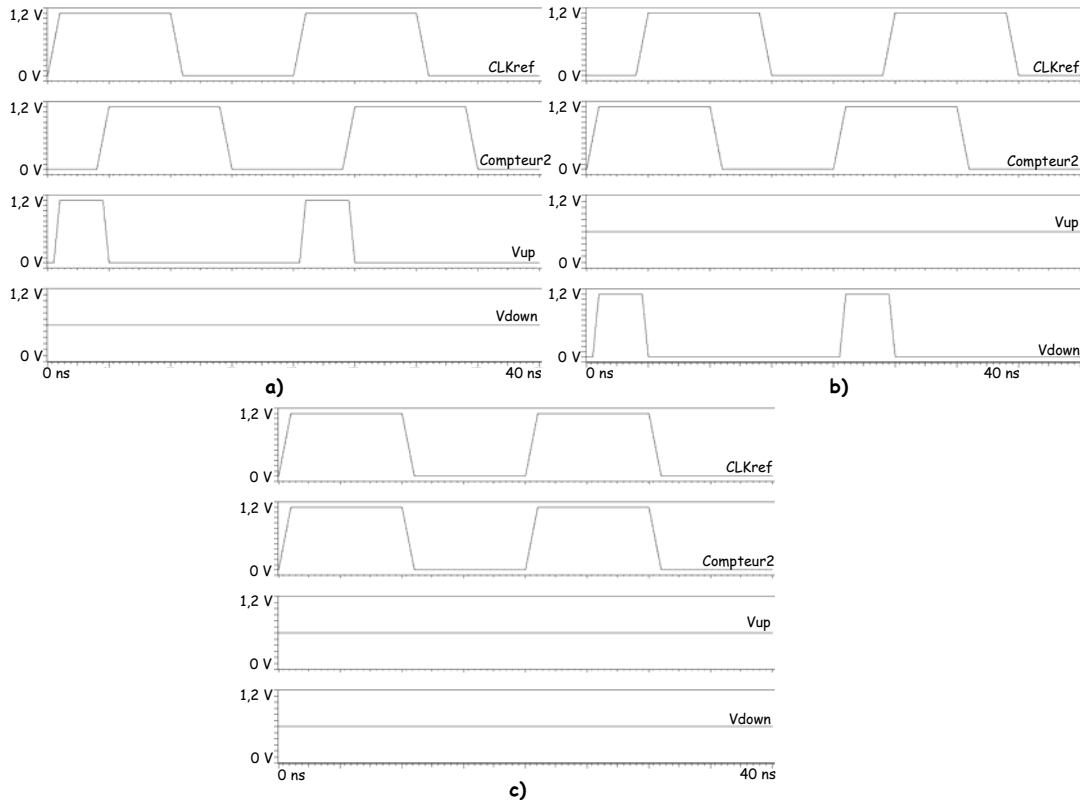 1,2 V
CLKref
0 V
1,2 V
Compteur2
0 V
1,2 V
Vup
0 V
1,2 V
Vdown
0 V
0 ns
40 ns
a)
1,2 V
CLKref
0 V
1,2 V
Compteur2
0 V
1,2 V
Vup
0 V
1,2 V
Vdown
0 V
0 ns
40 ns
b)
1,2 V
CLKref
0 V
1,2 V
Compteur2
0 V
1,2 V
Vup
0 V
1,2 V
Vdown
0 V
0 ns
40 ns
c)